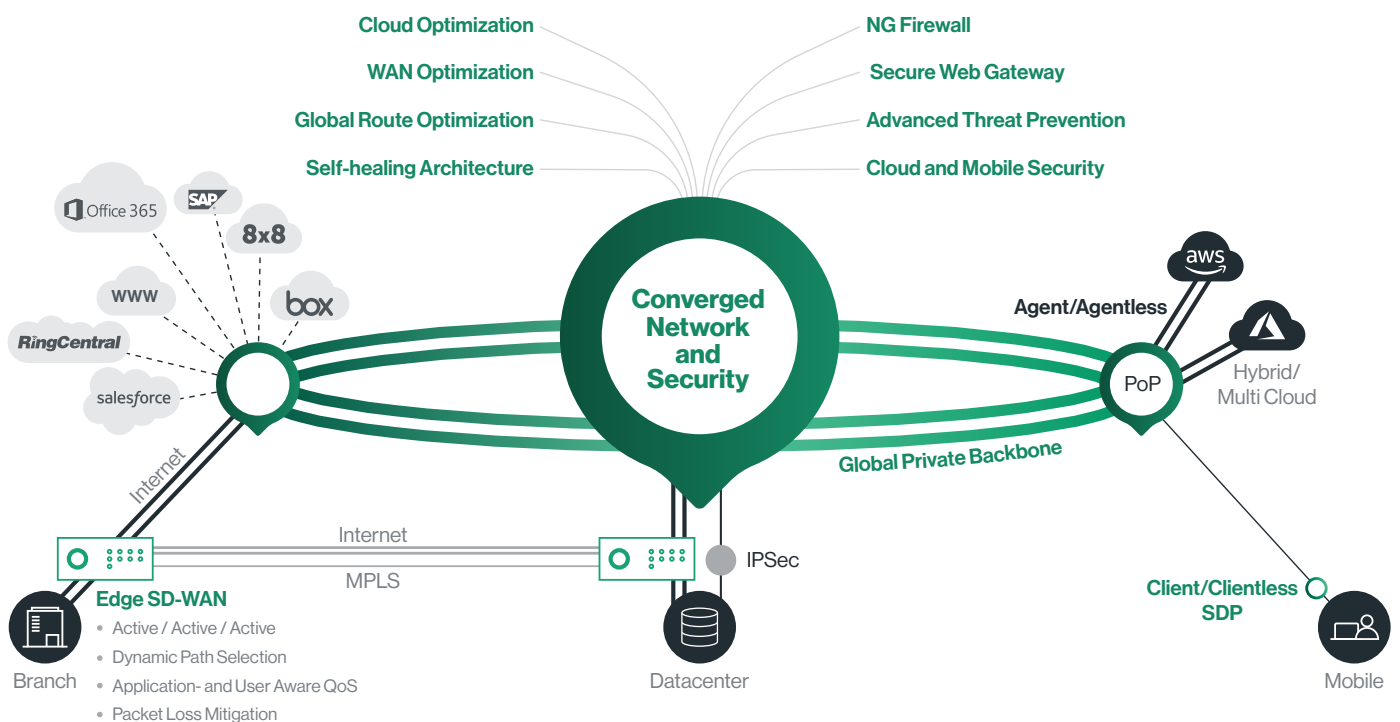 Cloud Optimization
WAN Optimization
Global Route Optimization
Self-healing Architecture
NG Firewall
Secure Web Gateway
Advanced Threat Prevention
Cloud and Mobile Security
Office 365
SAP
8x8
www
box
RingCentral
salesforce
Converged
Network
and
Security
aws
Agent/Agentless
PoP
Hybrid/
Multi Cloud
Global Private Backbone
Internet
Internet
MPLS
IPSec
Edge SD-WAN
• Active / Active / Active
• Dynamic Path Selection
• Application- and User Aware QoS
• Packet Loss Mitigation
Branch
Datacenter
Client/Clientless
SDP
Mobile